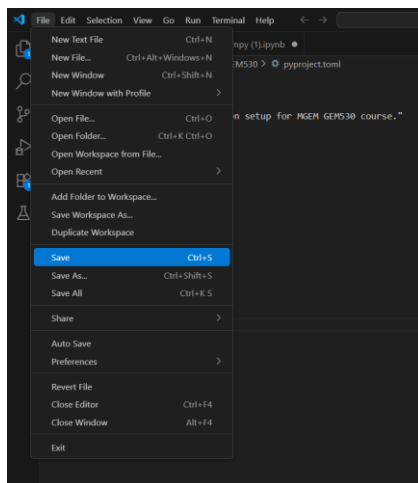 File Edit Selection View Go Run Terminal Help
New Text File Ctrl+N
New File... Ctrl+Alt+Windows+N
New Window Ctrl+Shift+N
New Window with Profile
Open File... Ctrl+O
Open Folder... Ctrl+K Ctrl+O
Open Workspace from File...
Open Recent
Add Folder to Workspace...
Save Workspace As...
Duplicate Workspace
Save Ctrl+S
Save As... Ctrl+Shift+S
Save All Ctrl+K S
Share
Auto Save
Preferences
Revert File
Close Editor Ctrl+F4
Close Window Alt+F4
Exit
mpy (1).ipynb
EM530 > pyproject.toml
n setup for MGEM GEM530 course."